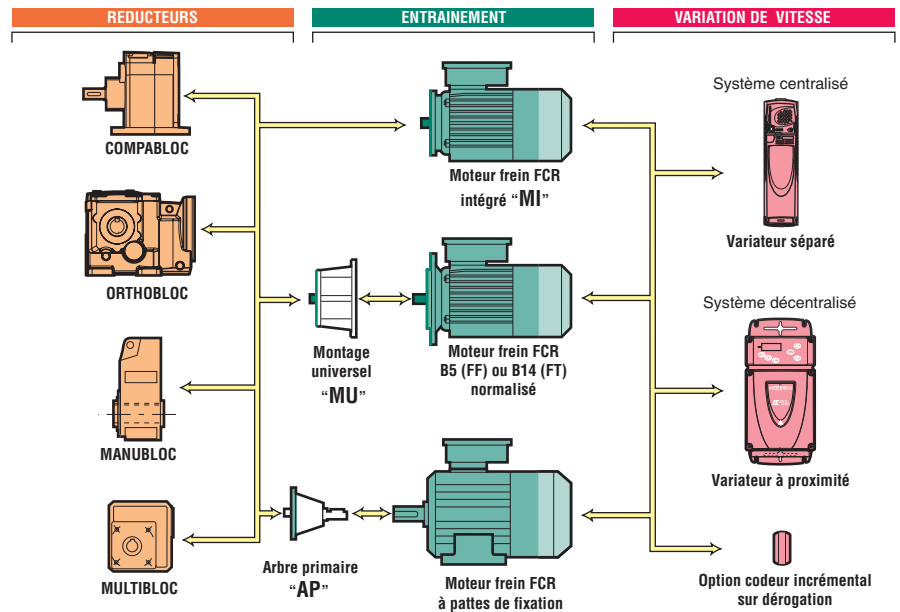 REDUCTEURS
ENTRAINEMENT
VARIATION DE VITESSE
COMPABLOC
ORTHOBLOC
MANUBLOC
MULTIBLOC
Moteur frein FCR
intégré “MI”
Montage
universel
“MU”
Moteur frein FCR
B5 (FF) ou B14 (FT)
normalisé
Arbre primaire
“AP”
Moteur frein FCR
à pattes de fixation
Système centralisé
Variateur séparé
Système décentralisé
Variateur à proximité
Option codeur incrémental
sur dérogation